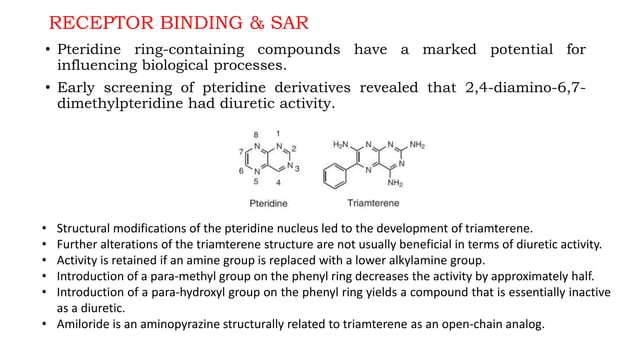 RECEPTOR BINDING & SAR
• Pteridine ring-containing compounds have a marked potential for
influencing biological processes.
• Early screening of pteridine derivatives revealed that 2,4-diamino-6,7-
dimethylpteridine had diuretic activity.
8 1
7 N N 2
6 N N 3
5 4
Pteridine
H₂N N N NH₂
N N
NH₂
Triamterene
• Structural modifications of the pteridine nucleus led to the development of triamterene.
• Further alterations of the triamterene structure are not usually beneficial in terms of diuretic activity.
• Activity is retained if an amine group is replaced with a lower alkylamine group.
• Introduction of a para-methyl group on the phenyl ring decreases the activity by approximately half.
• Introduction of a para-hydroxyl group on the phenyl ring yields a compound that is essentially inactive
as a diuretic.
• Amiloride is an aminopyrazine structurally related to triamterene as an open-chain analog.